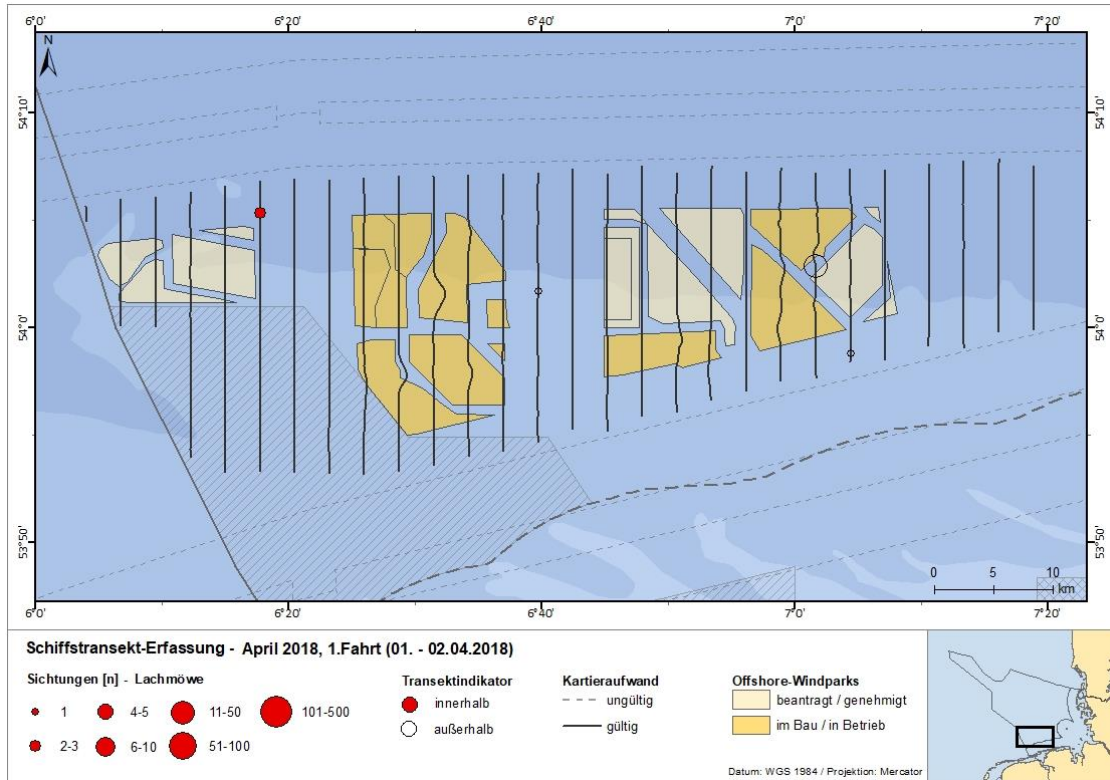 6°0' 6°20' 6°40' 7°0' 7°20'
N
54°10' 54°10'
54°0' 54°0'
53°50' 53°50'
0 5 10
km
6°0' 6°20' 6°40' 7°0' 7°20'
Schiffstransekt-Erfassung - April 2018, 1.Fahrt (01. - 02.04.2018)
Sichtungen [n] - Lachmöwe
1 4-5 11-50 101-500
2-3 6-10 51-100
Transektindikator
innerhalb
außerhalb
Kartieraufwand
ungültig
gültig
Offshore-Windparks
beantragt / genehmigt
im Bau / in Betrieb
Datum: WGS 1984 / Projektion: Mercator